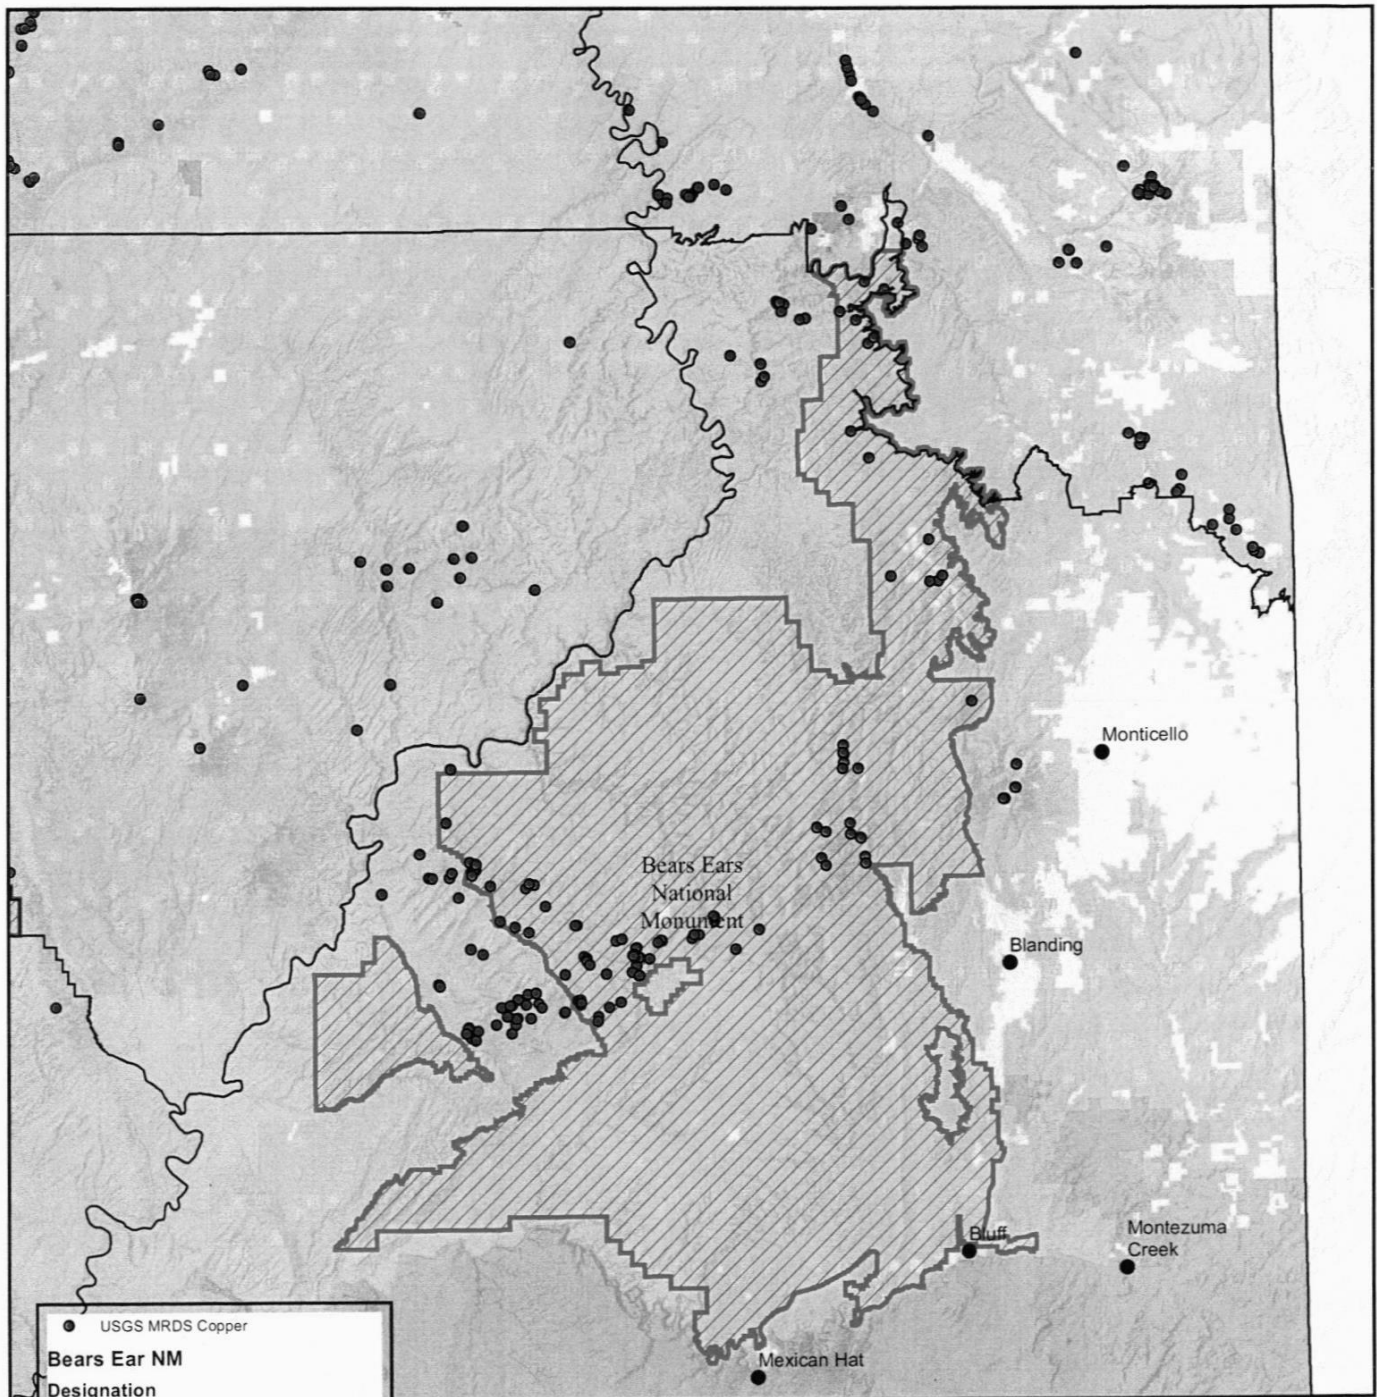 Monticello
Bears Ears
National
Monument
Blanding
Bluff
Montezuma
Creek
USGS MRDS Copper
Bears Ear NM
Mexican Hat
Designation